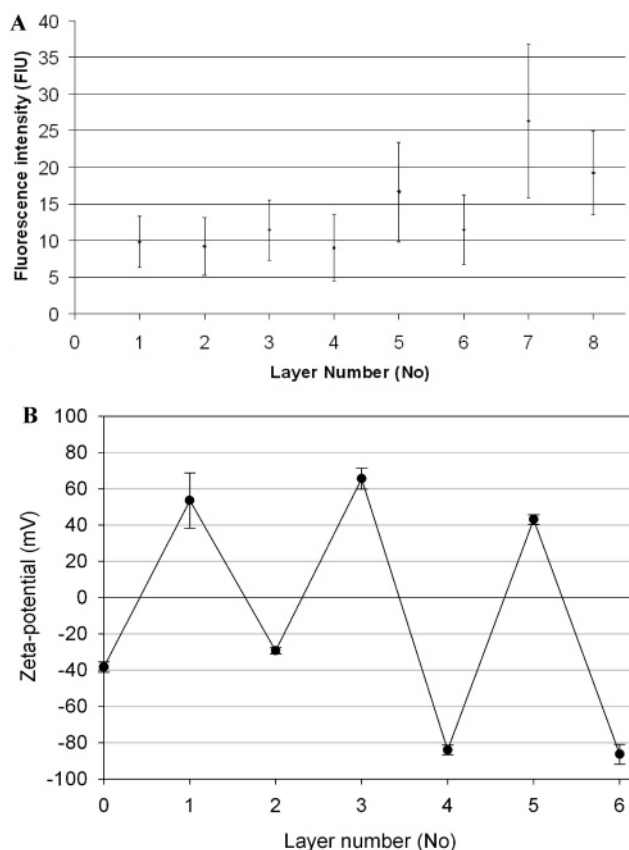 A
Fluorescence intensity (FIU)
40
35
30
25
20
15
10
5
0
0 1 2 3 4 5 6 7 8
Layer Number (No)
B
Zeta-potential (mV)
100
80
60
40
20
0
-20
-40
-60
-80
-100
0 1 2 3 4 5 6
Layer number (No)